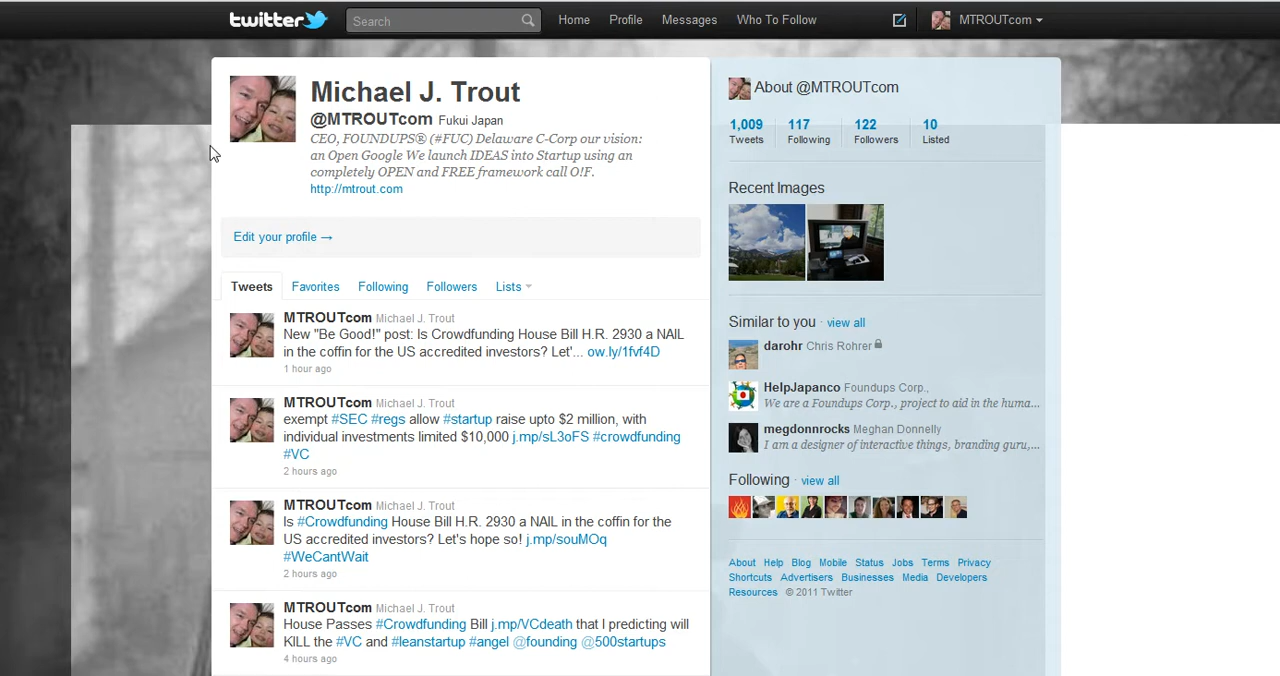 twitter
Search
Home
Profile
Messages
Who To Follow
MTROUTcom
Michael J. Trout
@MTROUTcom Fukui Japan
CEO, FOUNDUPS® (#FUC) Delaware C-Corp our vision:
an Open Google We launch IDEAS into Startup using an
completely OPEN and FREE framework call O!F.
http://mtrout.com
Edit your profile →
Tweets Favorites Following Followers Lists
MTROUTcom Michael J. Trout
New "Be Good!" post: Is Crowdfunding House Bill H.R. 2930 a NAIL
in the coffin for the US accredited investors? Let'... ow.ly/1fvf4D
1 hour ago
MTROUTcom Michael J. Trout
exempt #SEC #regs allow #startup raise upto $2 million, with
individual investments limited $10,000 j.mp/sL3oFS #crowdfunding
#VC
2 hours ago
MTROUTcom Michael J. Trout
Is #Crowdfunding House Bill H.R. 2930 a NAIL in the coffin for the
US accredited investors? Let's hope so! j.mp/souMOq
#WeCantWait
2 hours ago
MTROUTcom Michael J. Trout
House Passes #Crowdfunding Bill j.mp/VCdeath that I predicting will
KILL the #VC and #leanstartup #angel @founding @500startups
4 hours ago
About @MTROUTcom
1,009 117 122 10
Tweets Following Followers Listed
Recent Images
Similar to you · view all
darohr Chris Rohrer
HelpJapanco Foundups Corp.,
We are a Foundups Corp., project to aid in the huma...
megdonnrocks Meghan Donnelly
I am a designer of interactive things, branding guru,...
Following · view all
About Help Blog Mobile Status Jobs Terms Privacy
Shortcuts Advertisers Businesses Media Developers
Resources © 2011 Twitter